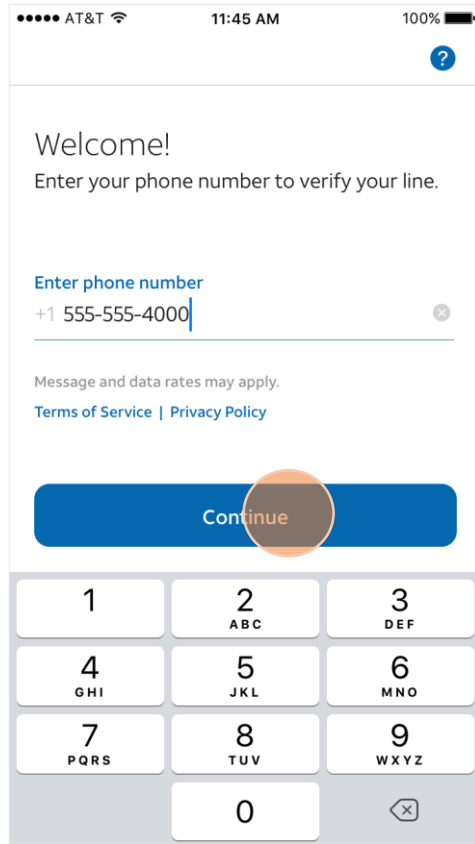 AT&T 11:45 AM 100%
?
Welcome!
Enter your phone number to verify your line.
Enter phone number
+1 555-555-4000
Message and data rates may apply.
Terms of Service | Privacy Policy
Continue
1 2 3
ABC DEF
4 5 6
GHI JKL MNO
7 8 9
PQRS TUV WXYZ
0